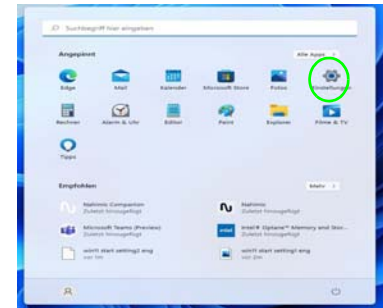 Suchbegriff hier eingeben
Angepinnt
Alle Apps >
Edge
Mail
Kalender
Microsoft Store
Fotos
Einstellungen
Rechner
Alarm & Uhr
Editor
Paint
Explorer
Filme & TV
Tipps
Empfohlen
Mehr >
Nahimic Companion
Zuletzt hinzugefügt
Nahimic
Zuletzt hinzugefügt
Microsoft Teams (Preview)
Zuletzt hinzugefügt
intel
Intel® Optane™ Memory and Stor...
Zuletzt hinzugefügt
win11 start setting2 eng
win11 start setting1 eng